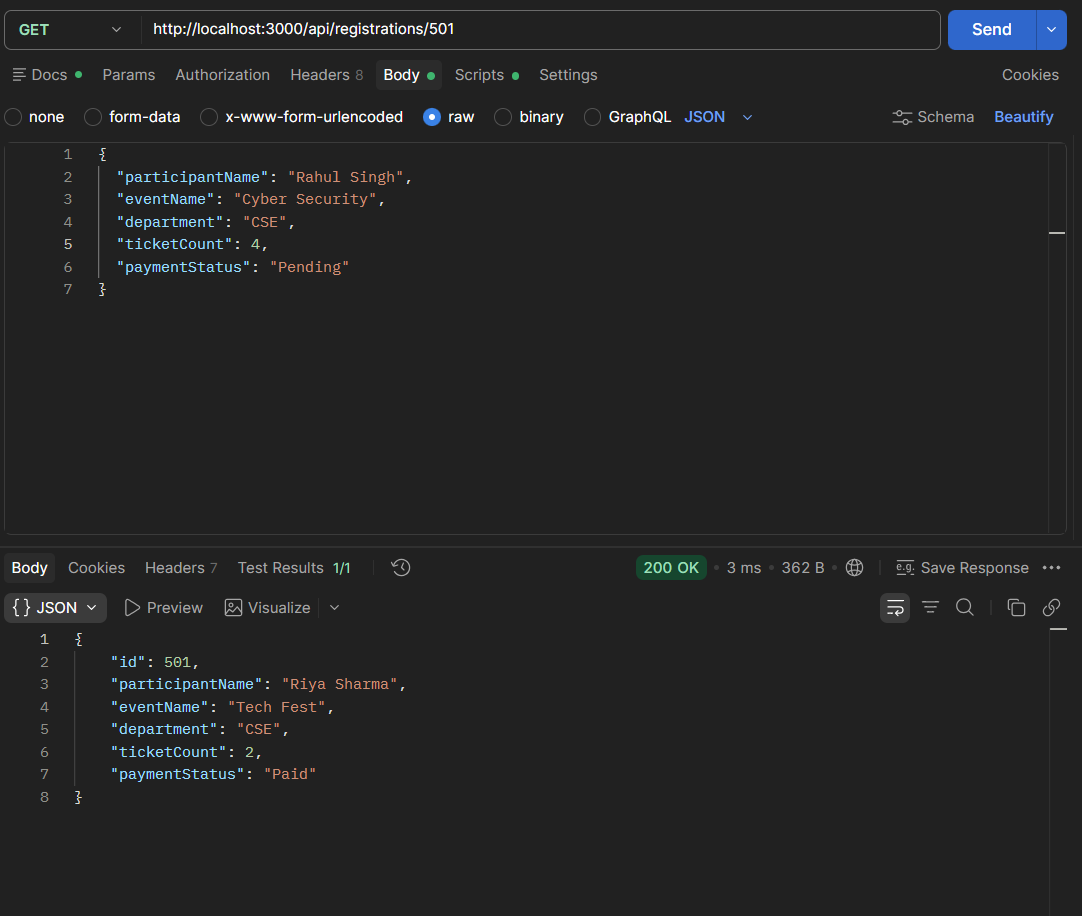 GET http://localhost:3000/api/registrations/501 Send
Docs Params Authorization Headers 8 Body Scripts Settings Cookies
none form-data x-www-form-urlencoded raw binary GraphQL JSON Schema Beautify
1 {
2 "participantName": "Rahul Singh",
3 "eventName": "Cyber Security",
4 "department": "CSE",
5 "ticketCount": 4,
6 "paymentStatus": "Pending"
7 }
Body Cookies Headers 7 Test Results 1/1 200 OK • 3 ms • 362 B • e.g. Save Response
{} JSON Preview Visualize
1 {
2 "id": 501,
3 "participantName": "Riya Sharma",
4 "eventName": "Tech Fest",
5 "department": "CSE",
6 "ticketCount": 2,
7 "paymentStatus": "Paid"
8 }